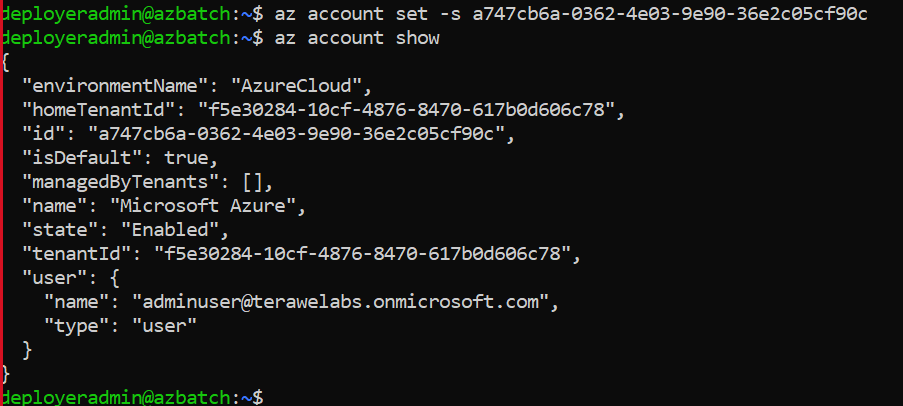 deployeradmin@azbatch:~$ az account set -s a747cb6a-0362-4e03-9e90-36e2c05cf90c
deployeradmin@azbatch:~$ az account show
{
  "environmentName": "AzureCloud",
  "homeTenantId": "f5e30284-10cf-4876-8470-617b0d606c78",
  "id": "a747cb6a-0362-4e03-9e90-36e2c05cf90c",
  "isDefault": true,
  "managedByTenants": [],
  "name": "Microsoft Azure",
  "state": "Enabled",
  "tenantId": "f5e30284-10cf-4876-8470-617b0d606c78",
  "user": {
    "name": "adminuser@terawelabs.onmicrosoft.com",
    "type": "user"
  }
}
deployeradmin@azbatch:~$